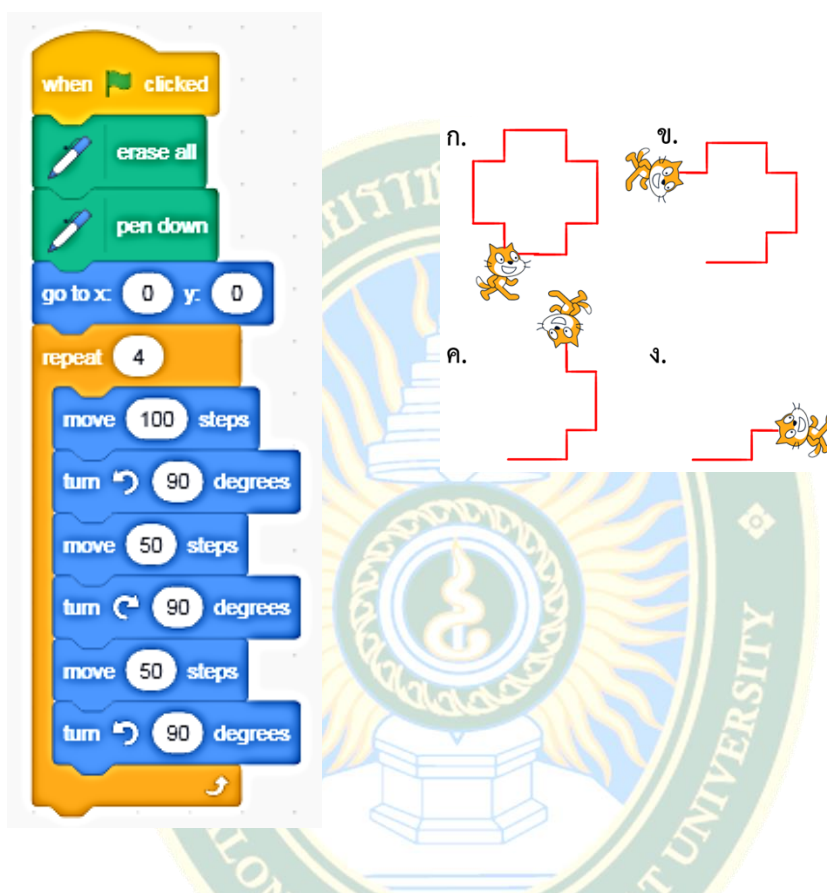 when clicked
erase all
pen down
go to x: 0 y: 0
repeat 4
move 100 steps
turn 90 degrees
move 50 steps
turn 90 degrees
move 50 steps
turn 90 degrees
ก.
ข.
ค.
ง.
UNIVERSITY